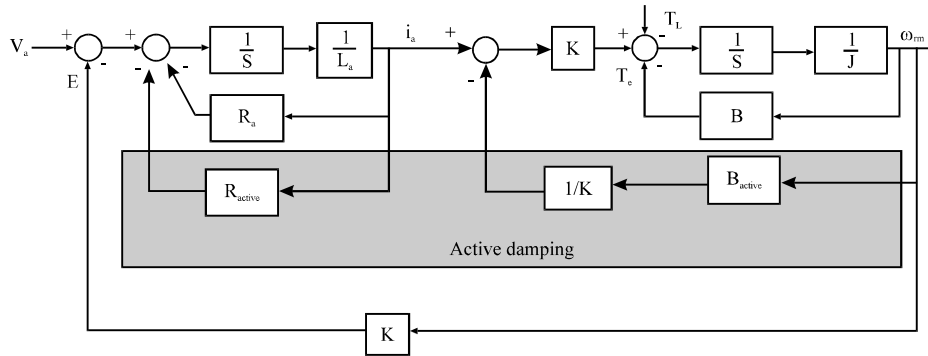 V_a + + i_a + + T_L ω_rm
- - - - -
E - T_e -
1/S 1/L_a K 1/S 1/J
R_a B
R_active 1/K B_active
Active damping
K